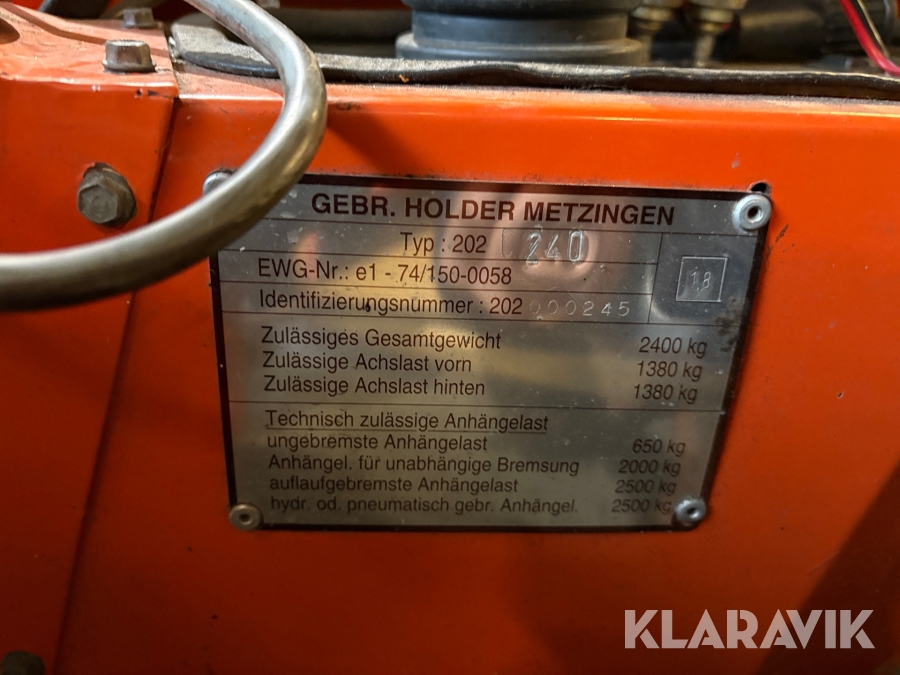 GEBR. HOLDER METZINGEN
Typ : 202 240
EWG-Nr.: e1 - 74/150-0058
18
Identifizierungsnummer : 202 000245
Zulässiges Gesamtgewicht 2400 kg
Zulässige Achslast vorn 1380 kg
Zulässige Achslast hinten 1380 kg
Technisch zulässige Anhängelast
ungebremste Anhängelast 650 kg
Anhängel. für unabhängige Bremsung 2000 kg
auflaufgebremste Anhängelast 2500 kg
hydr. od. pneumatisch gebr. Anhängel. 2500 kg
KLARAVIK